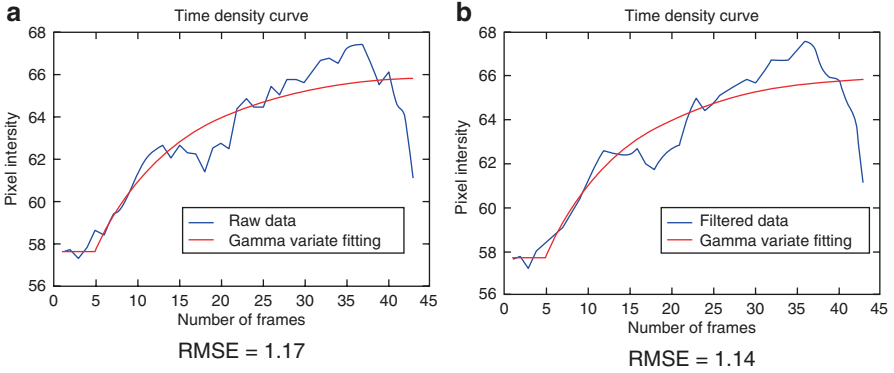 a
Time density curve
Pixel intensity
68
66
64
62
60
58
56
0 5 10 15 20 25 30 35 40 45
Raw data
Gamma variate fitting
Number of frames
RMSE = 1.17
b
Time density curve
Pixel intensity
68
66
64
62
60
58
56
0 5 10 15 20 25 30 35 40 45
Filtered data
Gamma variate fitting
Number of frames
RMSE = 1.14